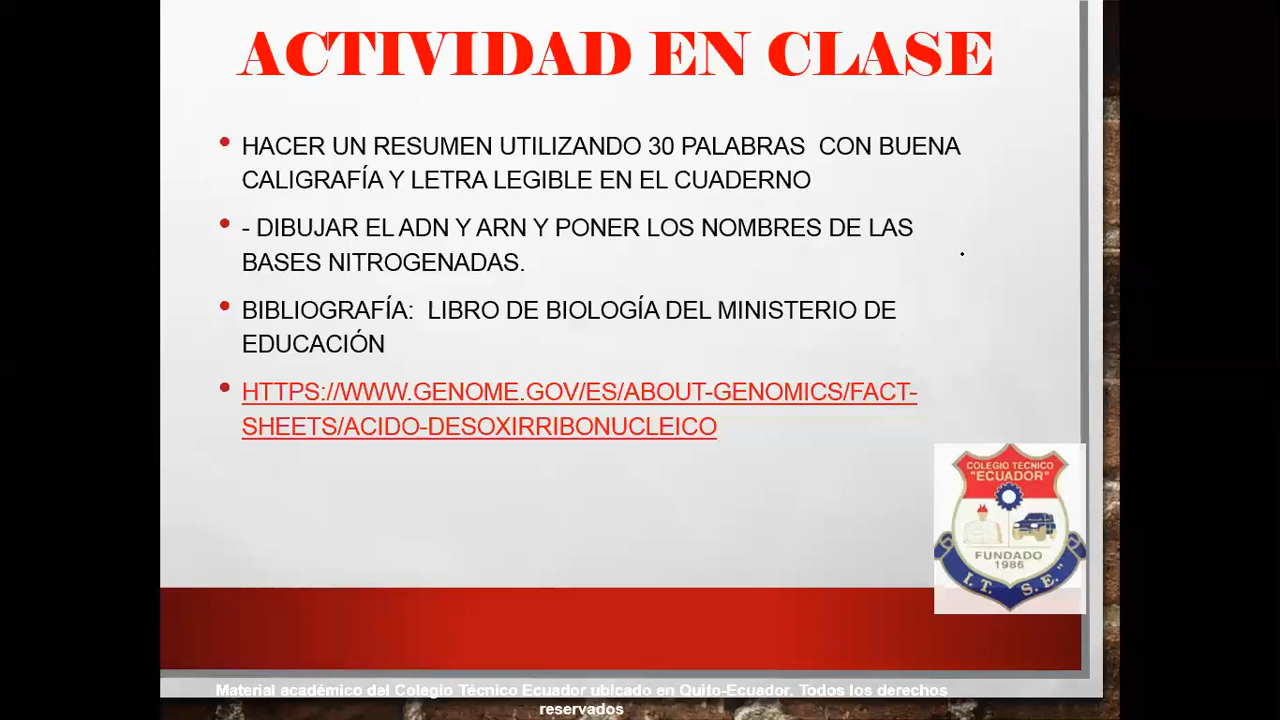 ACTIVIDAD EN CLASE
• HACER UN RESUMEN UTILIZANDO 30 PALABRAS CON BUENA
CALIGRAFÍA Y LETRA LEGIBLE EN EL CUADERNO
• - DIBUJAR EL ADN Y ARN Y PONER LOS NOMBRES DE LAS
BASES NITROGENADAS.
• BIBLIOGRAFÍA: LIBRO DE BIOLOGÍA DEL MINISTERIO DE
EDUCACIÓN
• HTTPS://WWW.GENOME.GOV/ES/ABOUT-GENOMICS/FACT-
SHEETS/ACIDO-DESOXIRRIBONUCLEICO
COLEGIO TÉCNICO
"ECUADOR"
FUNDADO
1986
I.T. S.E."
Material académico del Colegio Técnico Ecuador ubicado en Quito-Ecuador. Todos los derechos
reservados